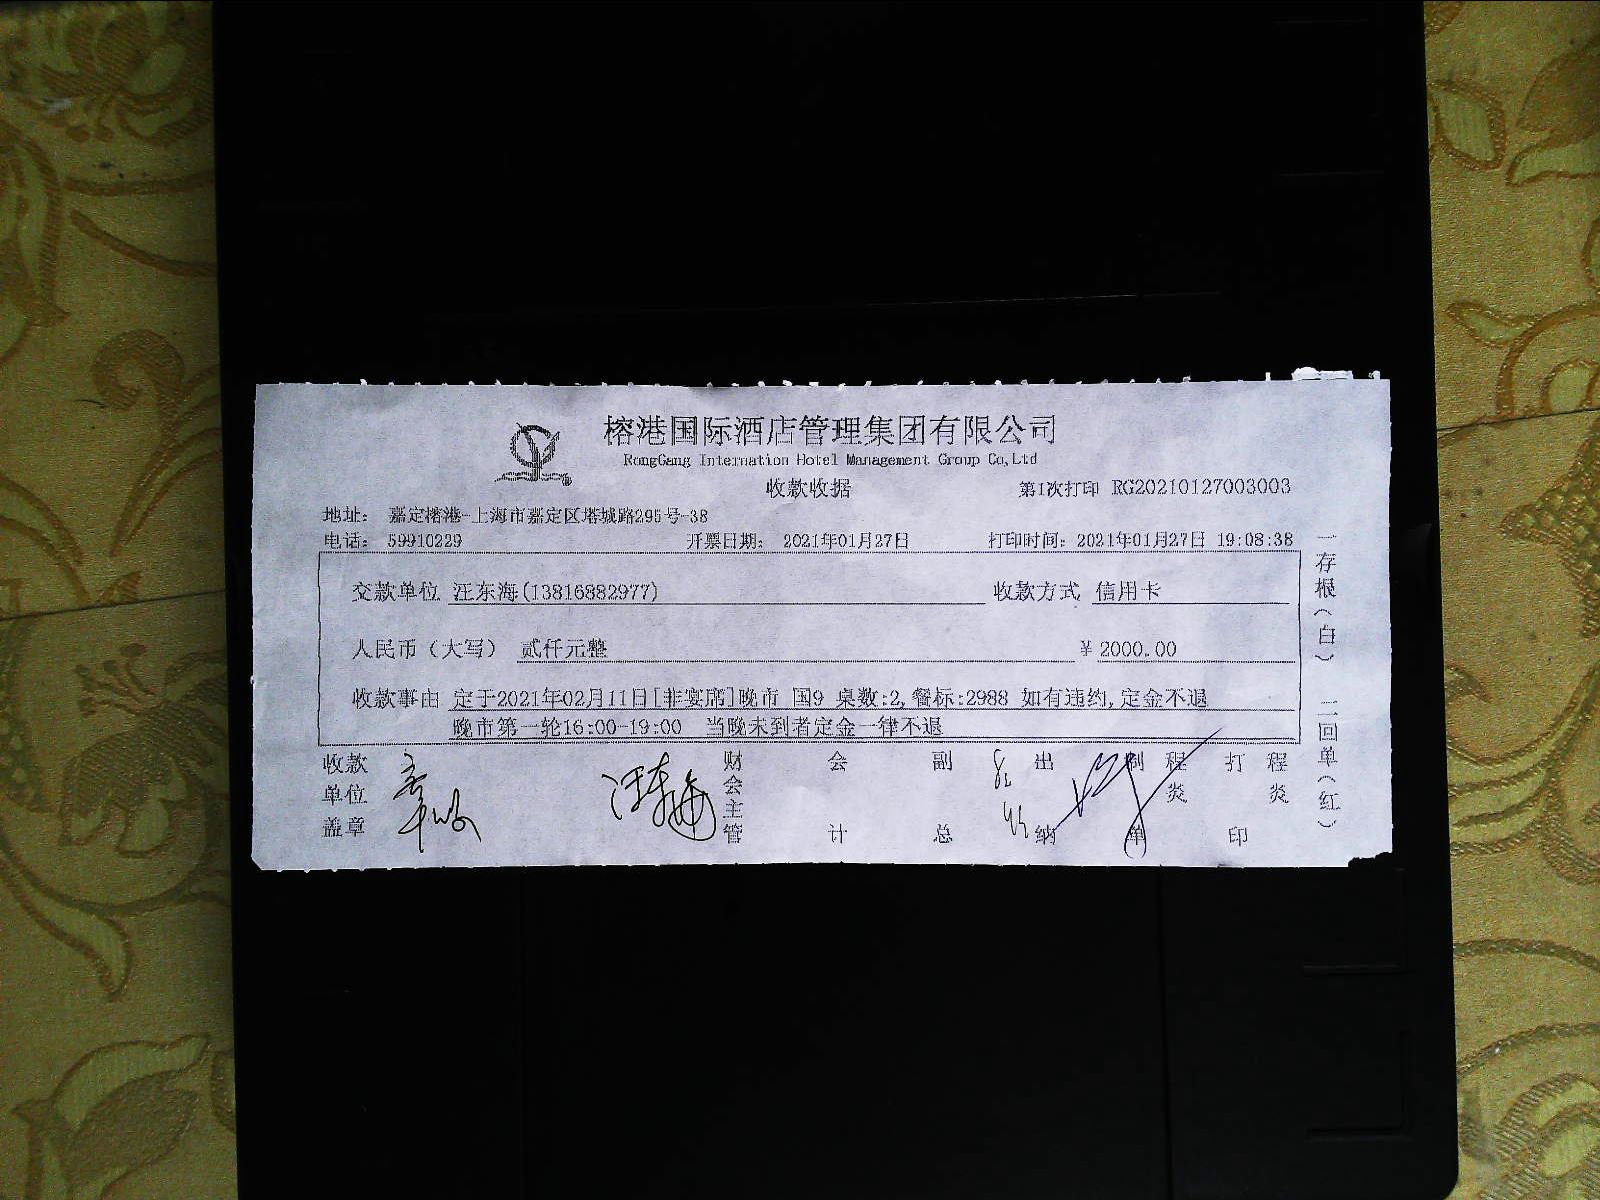 榕港国际酒店管理集团有限公司
RongGang Internation Hotel Management Group Co,Ltd
收款收据
第1次打印 RG20210127003003
地址： 嘉定榕港-上海市嘉定区塔城路295号-38
电话： 59910229 开票日期： 2021年01月27日 打印时间：2021年01月27日 19:08:38
交款单位 汪东海(13816882977) 收款方式 信用卡
人民币（大写） 贰仟元整 ￥2000.00
收款事由 定于2021年02月11日[非宴席]晚市 国9 桌数:2,餐标:2988 如有违约,定金不退
晚市第一轮16:00-19:00 当晚未到者定金一律不退
收款单位盖章 汪东海 财会主管 会计 副总 出纳 制单 程炎 打印 程炎
一存根（白） 二回单（红）